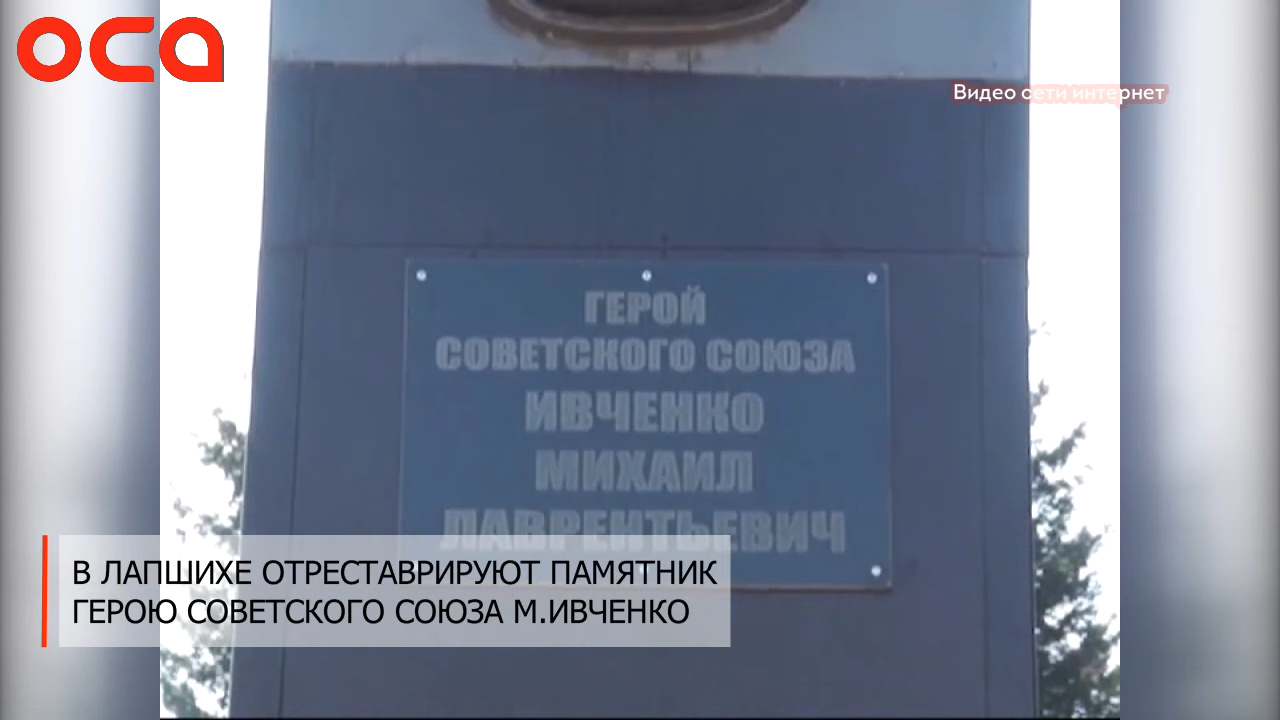 оса
Видео сети интернет
ГЕРОЙ
СОВЕТСКОГО СОЮЗА
ИВЧЕНКО
МИХАИЛ
ЛАВРЕНТЬЕВИЧ
В ЛАПШИХЕ ОТРЕСТАВРИРУЮТ ПАМЯТНИК
ГЕРОЮ СОВЕТСКОГО СОЮЗА М.ИВЧЕНКО